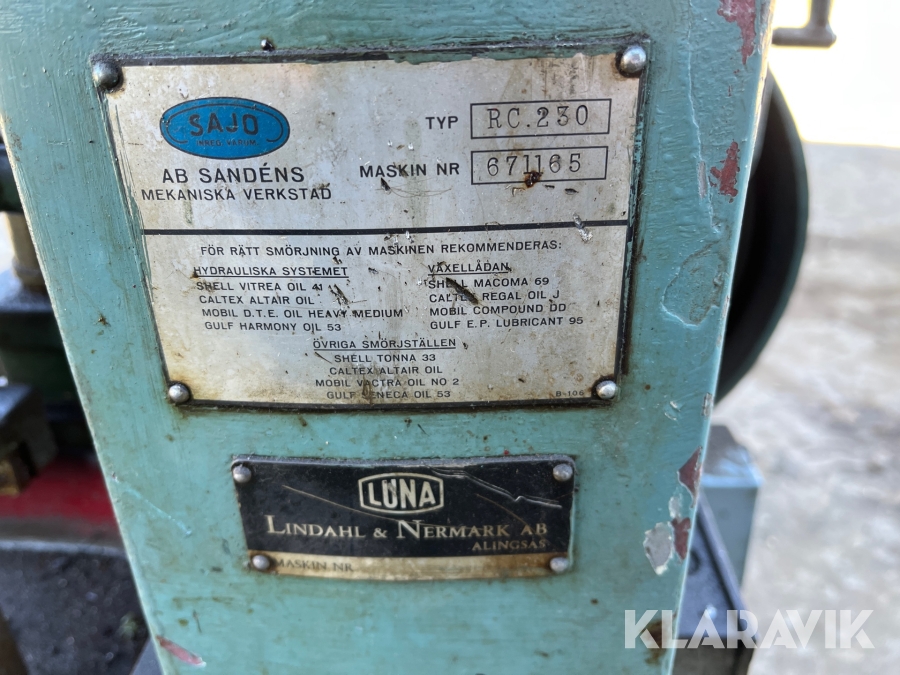 SAJO
INREG. VARUM.
AB SANDÉNS
MEKANISKA VERKSTAD
TYP RC.230
MASKIN NR 671165
FÖR RÄTT SMÖRJNING AV MASKINEN REKOMMENDERAS:
HYDRAULISKA SYSTEMET
SHELL VITREA OIL 41
CALTEX ALTAIR OIL
MOBIL D.T.E. OIL HEAVY MEDIUM
GULF HARMONY OIL 53
VÄXELLÅDAN
SHELL MACOMA 69
CALTEX REGAL OIL J
MOBIL COMPOUND DD
GULF E.P. LUBRICANT 95
ÖVRIGA SMÖRJSTÄLLEN
SHELL TONNA 33
CALTEX ALTAIR OIL
MOBIL VACTRA OIL NO 2
GULF SENECA OIL 53
B-106
LUNA
LINDAHL & NERMARK AB
ALINGSÅS
MASKIN NR
KLARAVIK